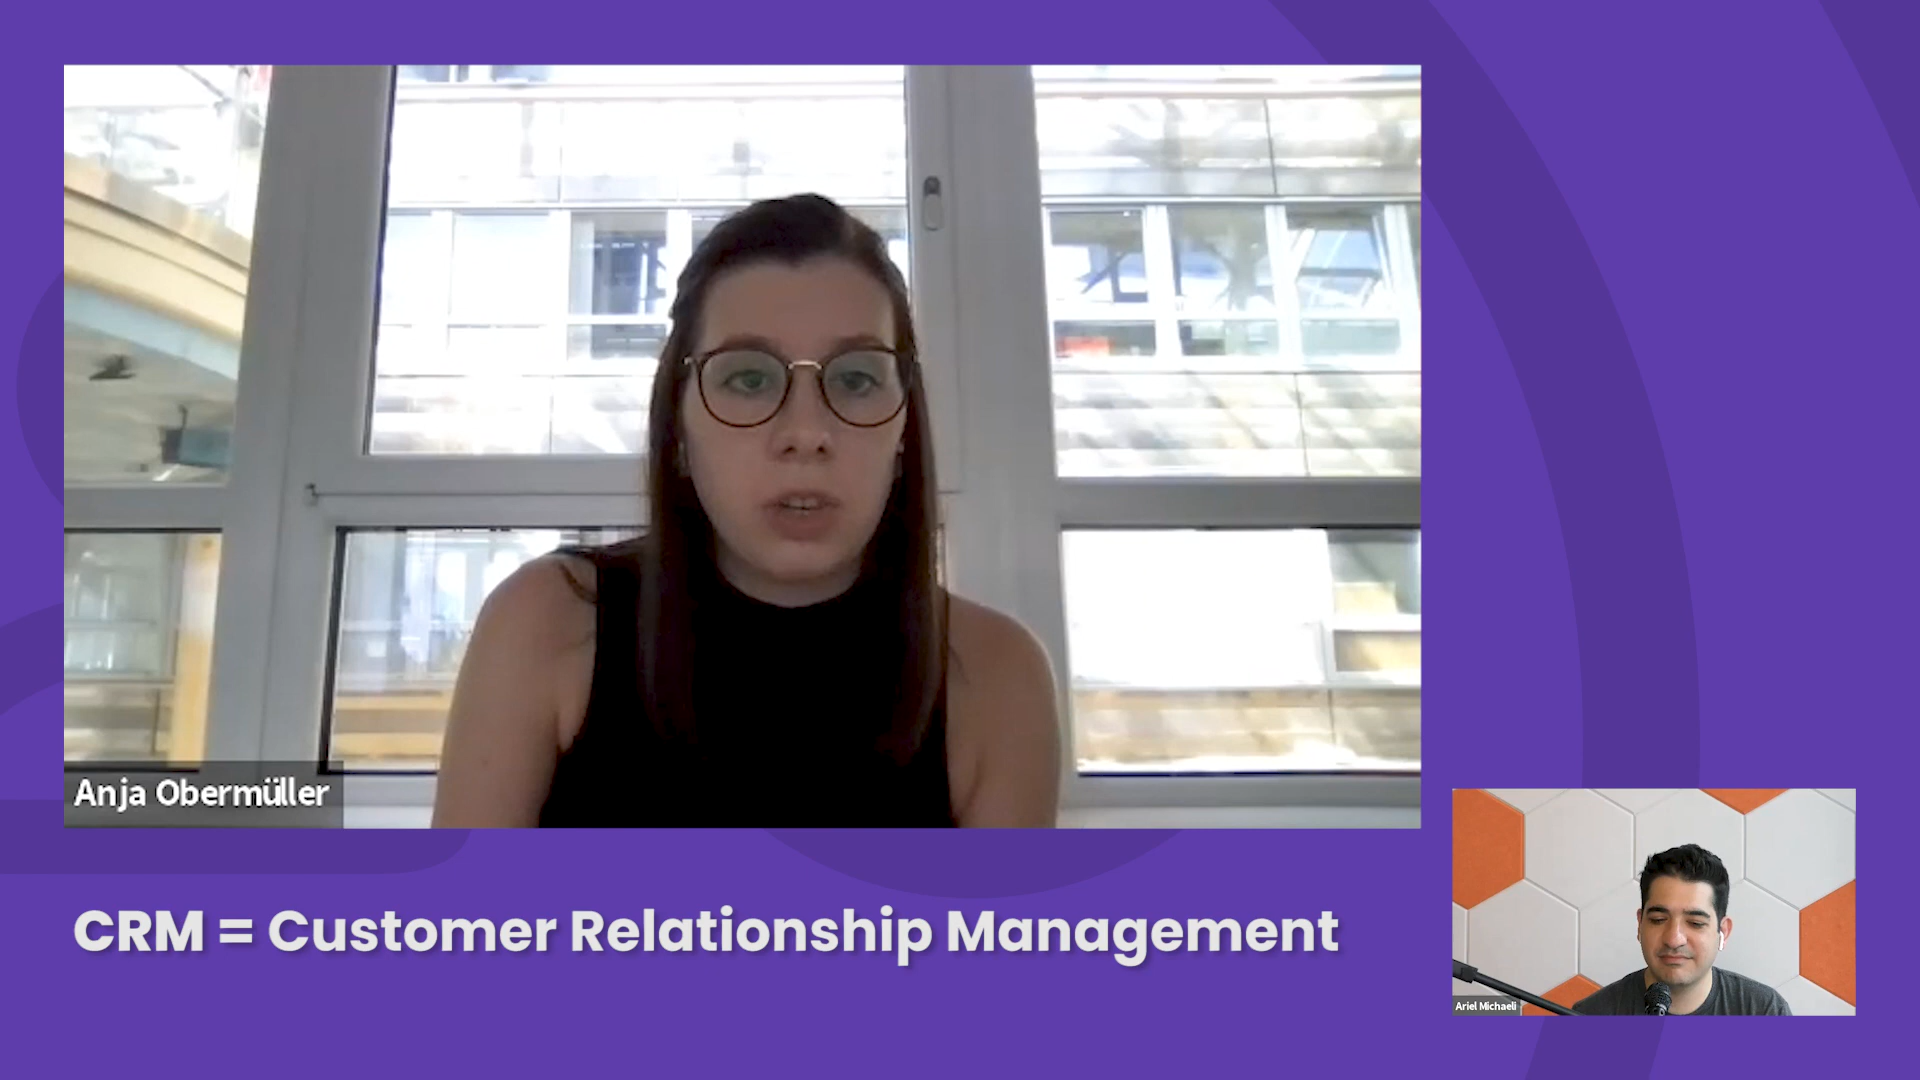 Anja Obermüller
CRM = Customer Relationship Management
Ariel Michaeli